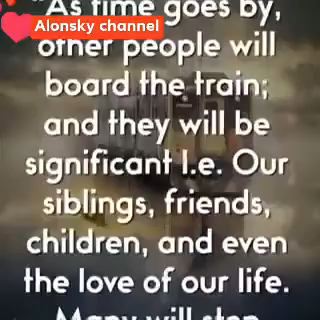 "As time goes by,
Alonsky channel
other people will
board the train;
and they will be
significant I.e. Our
siblings, friends,
children, and even
the love of our life.
Many will step